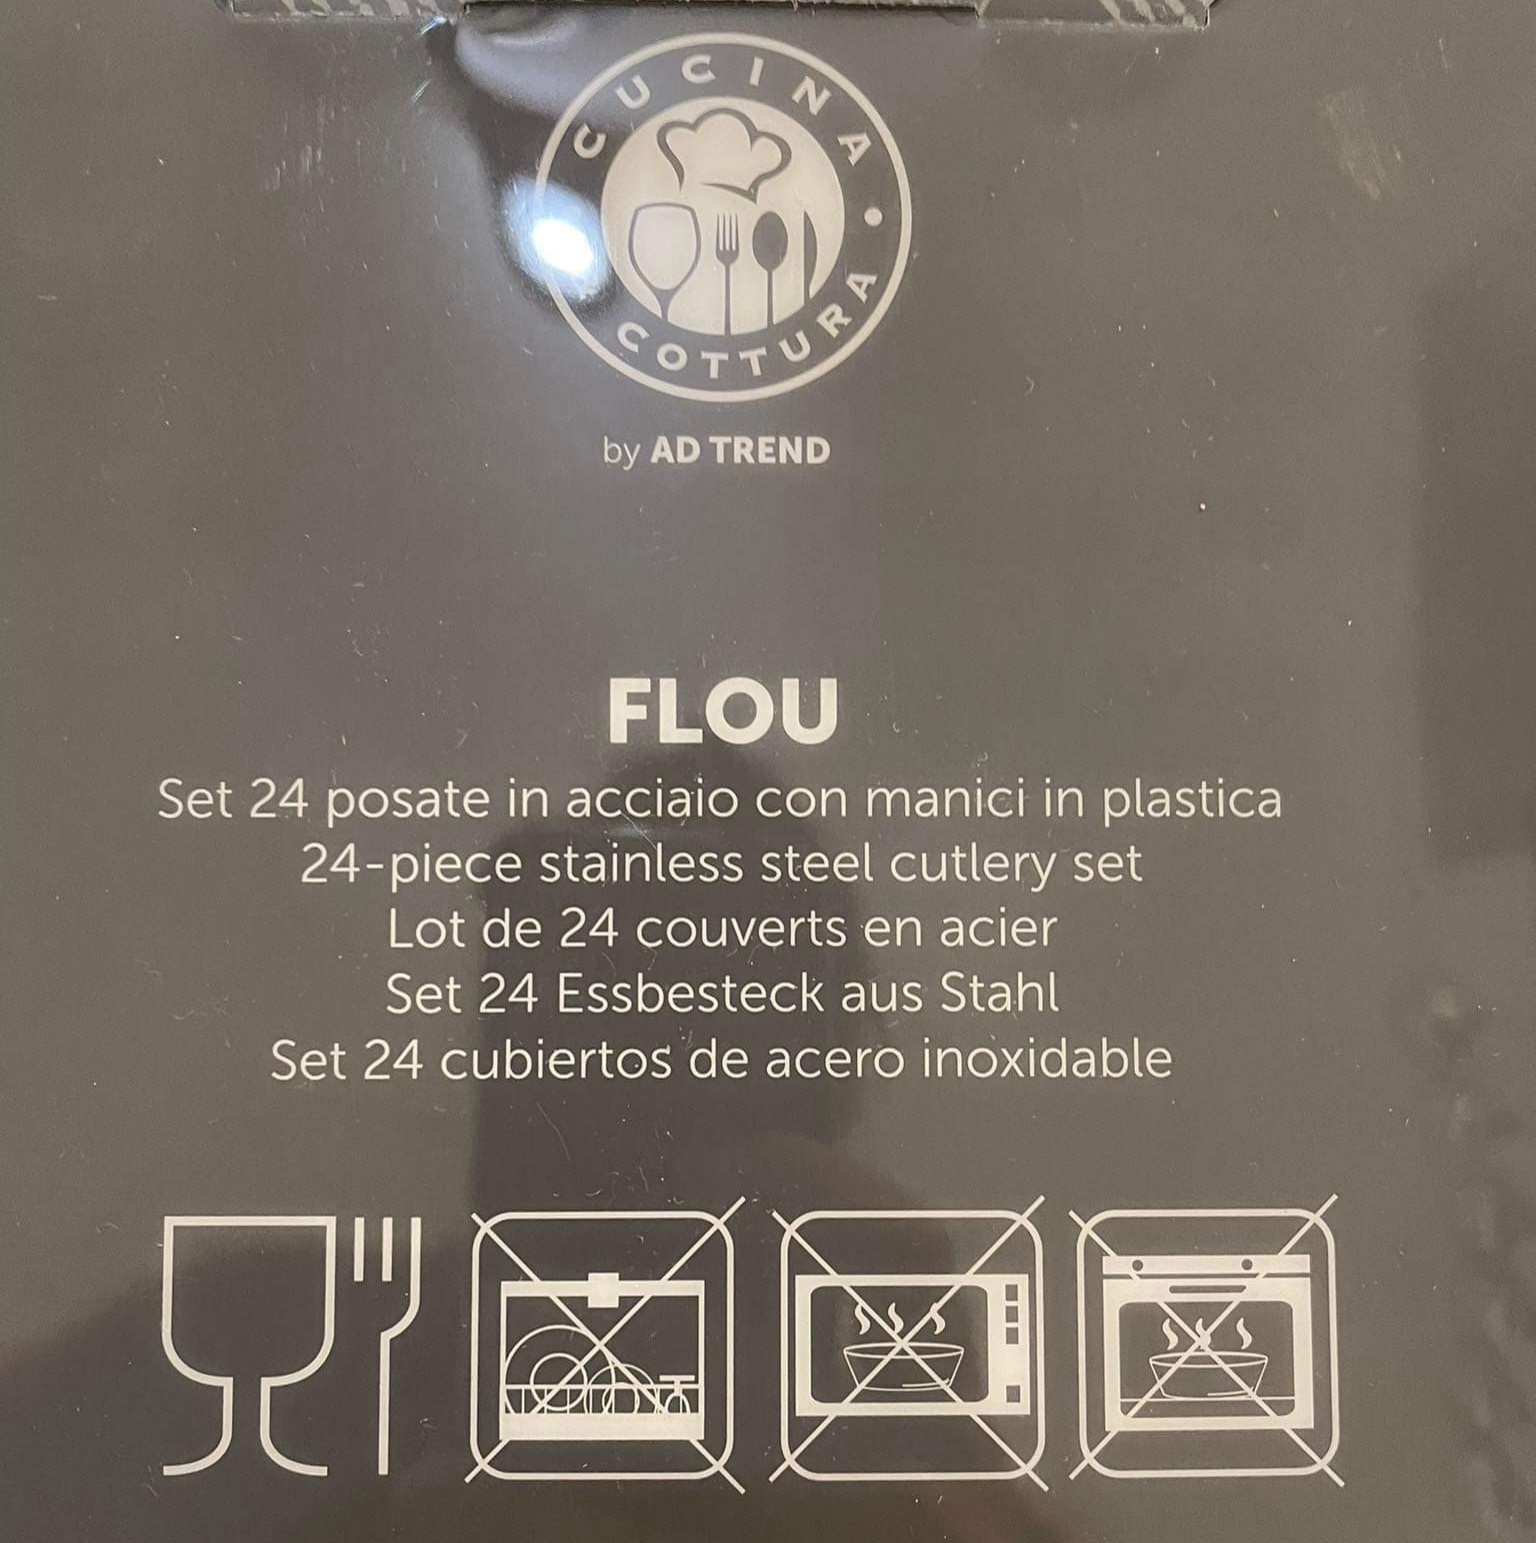 CUCINA
COTTURA
by AD TREND
FLOU
Set 24 posate in acciaio con manici in plastica
24-piece stainless steel cutlery set
Lot de 24 couverts en acier
Set 24 Essbesteck aus Stahl
Set 24 cubiertos de acero inoxidable